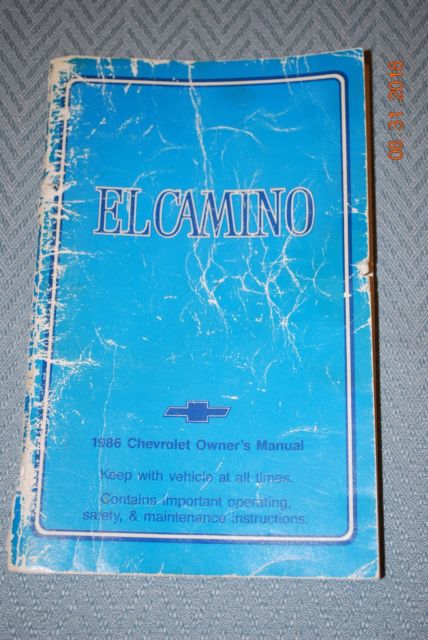 EL CAMINO
1986 Chevrolet Owner's Manual
Keep with vehicle at all times.
Contains important operating,
safety, & maintenance instructions.
08 31 2018